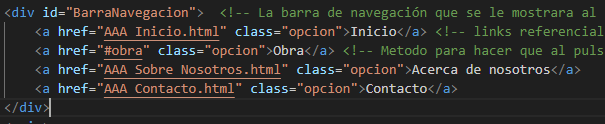 <div id="BarraNavegacion">  <!-- La barra de navegación que se le mostrara al
<a href="AAA Inicio.html" class="opcion">Inicio</a> <!-- links referencial
<a href="#obra" class="opcion">Obra</a> <!-- Metodo para hacer que al puls
<a href="AAA Sobre Nosotros.html" class="opcion">Acerca de nosotros</a>
<a href="AAA Contacto.html" class="opcion">Contacto</a>
</div>